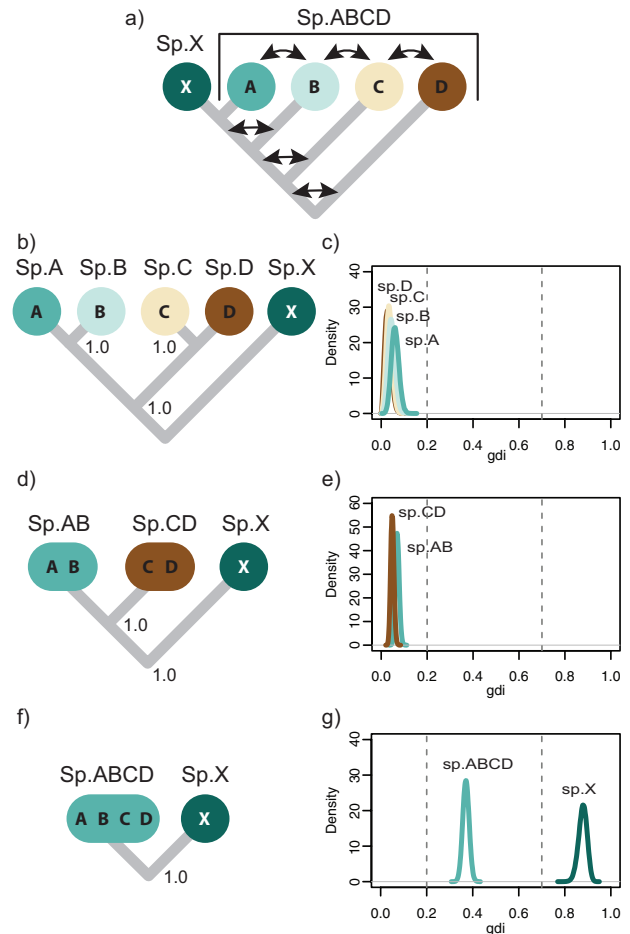 a)
Sp.ABCD
Sp.X
X
A
B
C
D
b)
Sp.A Sp.B Sp.C Sp.D Sp.X
A
B
C
D
X
1.0
1.0
1.0
c)
40
30
20
10
0
Density
sp.D
sp.C
sp.B
sp.A
0.0 0.2 0.4 0.6 0.8 1.0
gdi
d)
Sp.AB Sp.CD Sp.X
A B
C D
X
1.0
1.0
e)
60
50
40
30
20
10
0
Density
sp.CD
sp.AB
0.0 0.2 0.4 0.6 0.8 1.0
gdi
f)
Sp.ABCD Sp.X
A B C D
X
1.0
g)
40
30
20
10
0
Density
sp.ABCD
sp.X
0.0 0.2 0.4 0.6 0.8 1.0
gdi